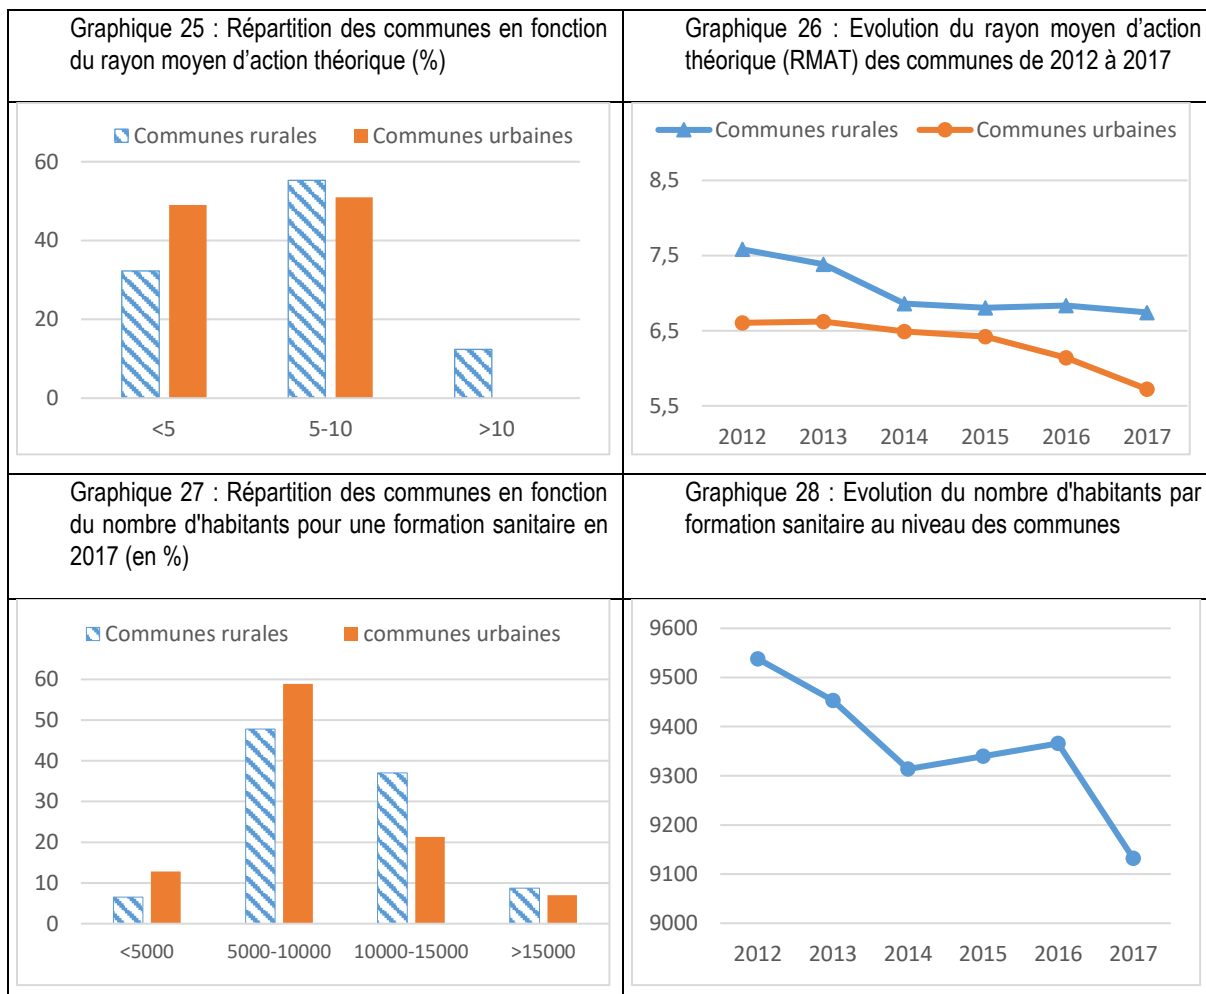 Graphique 25 : Répartition des communes en fonction
du rayon moyen d'action théorique (%)
Graphique 26 : Evolution du rayon moyen d'action
théorique (RMAT) des communes de 2012 à 2017
Communes rurales Communes urbaines
60
40
20
0
<5 5-10 >10
Communes rurales Communes urbaines
8,5
7,5
6,5
5,5
2012 2013 2014 2015 2016 2017
Graphique 27 : Répartition des communes en fonction
du nombre d'habitants pour une formation sanitaire en
2017 (en %)
Graphique 28 : Evolution du nombre d'habitants par
formation sanitaire au niveau des communes
Communes rurales communes urbaines
60
50
40
30
20
10
0
<5000 5000-10000 10000-15000 >15000
9600
9500
9400
9300
9200
9100
9000
2012 2013 2014 2015 2016 2017